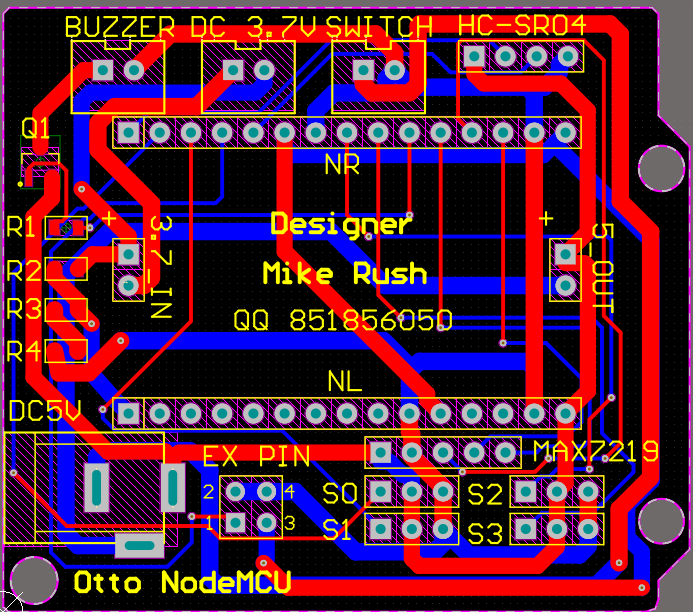 BUZZER DC 3.7V SWITCH HC-SR04
Q1
NR
R1
+
3.7_IN
Designer
+
5_OUT
R2
Mike Rush
R3
QQ 851856050
R4
NL
DC5V
EX PIN
MAX7219
2 4
S0
S2
1 3
S1
S3
Otto NodeMCU